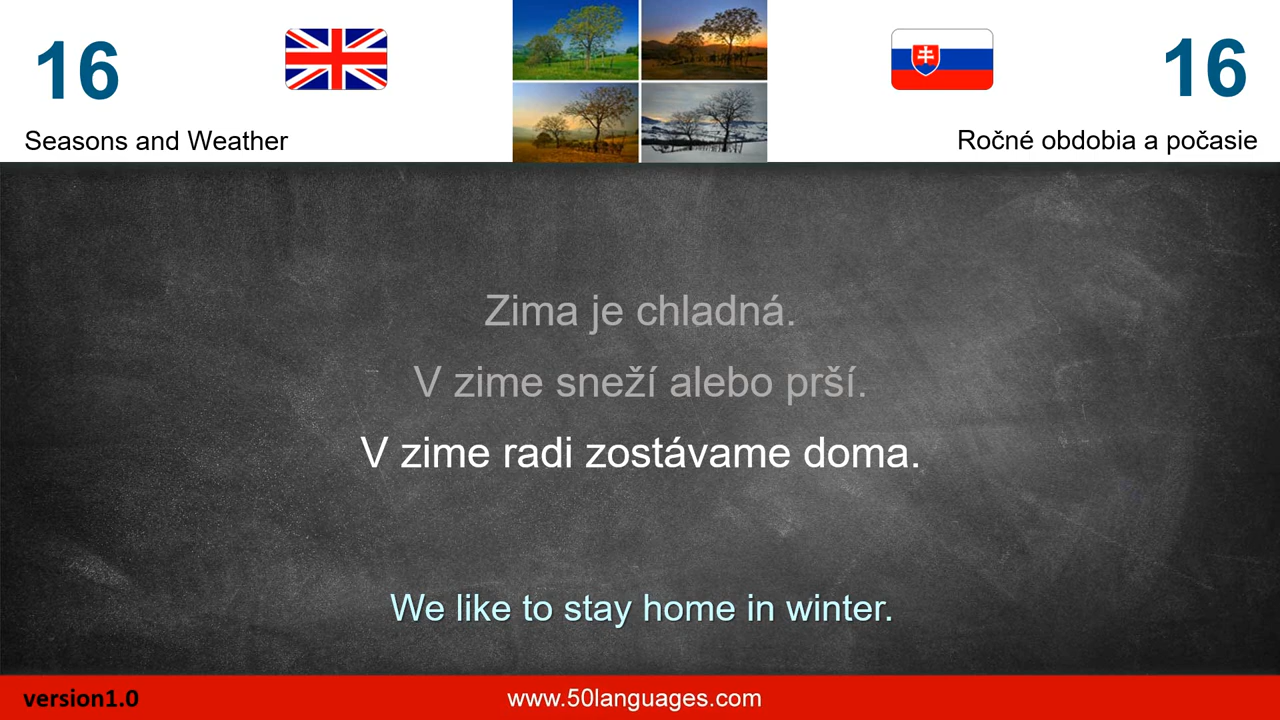 16
16
Seasons and Weather
Ročné obdobia a počasie
Zima je chladná.
V zime sneží alebo prší.
V zime radi zostávame doma.
We like to stay home in winter.
version1.0
www.50languages.com